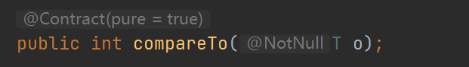 @Contract(pure = true)
public int compareTo( @NotNull T o);